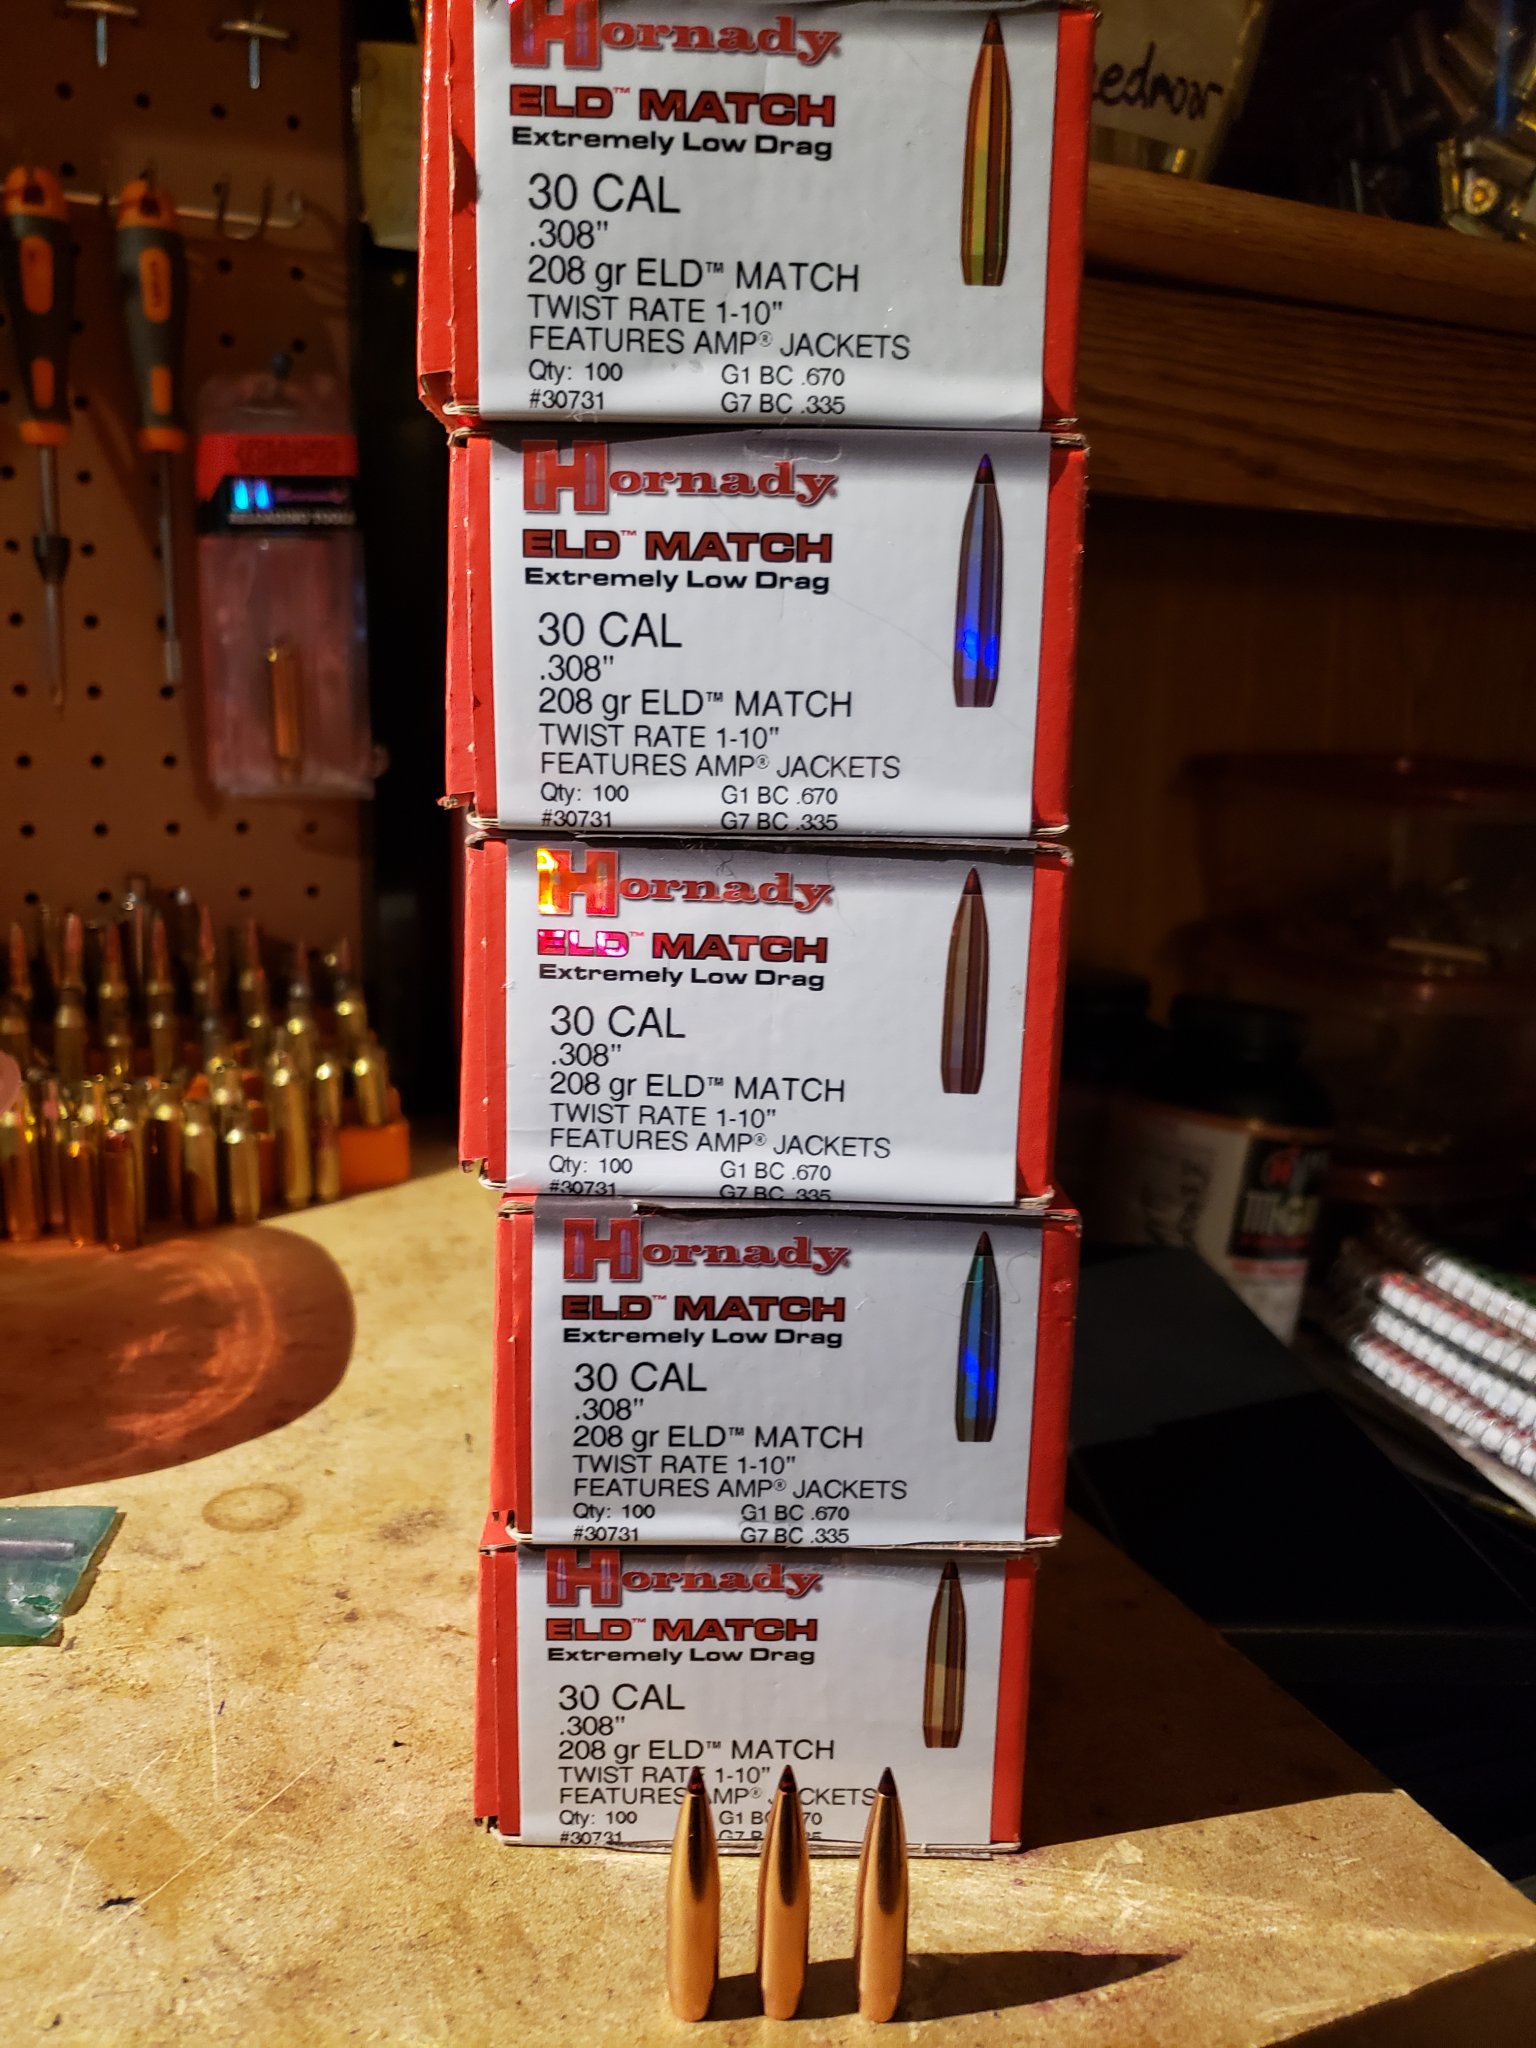 Hornady
ELD™ MATCH
Extremely Low Drag
30 CAL
.308"
208 gr ELD™ MATCH
TWIST RATE 1-10"
FEATURES AMP® JACKETS
Qty: 100 G1 BC .670
#30731 G7 BC .335
Hornady
ELD™ MATCH
Extremely Low Drag
30 CAL
.308"
208 gr ELD™ MATCH
TWIST RATE 1-10"
FEATURES AMP® JACKETS
Qty: 100 G1 BC .670
#30731 G7 BC .335
Hornady
ELD™ MATCH
Extremely Low Drag
30 CAL
.308"
208 gr ELD™ MATCH
TWIST RATE 1-10"
FEATURES AMP® JACKETS
Qty: 100 G1 BC .670
#30731 G7 BC .335
Hornady
ELD™ MATCH
Extremely Low Drag
30 CAL
.308"
208 gr ELD™ MATCH
TWIST RATE 1-10"
FEATURES AMP® JACKETS
Qty: 100 G1 BC .670
#30731 G7 BC .335
Hornady
ELD™ MATCH
Extremely Low Drag
30 CAL
.308"
208 gr ELD™ MATCH
TWIST RATE 1-10"
FEATURES AMP® JACKETS
Qty: 100 G1 BC 70
#30731 G7
edmoor
Hornady